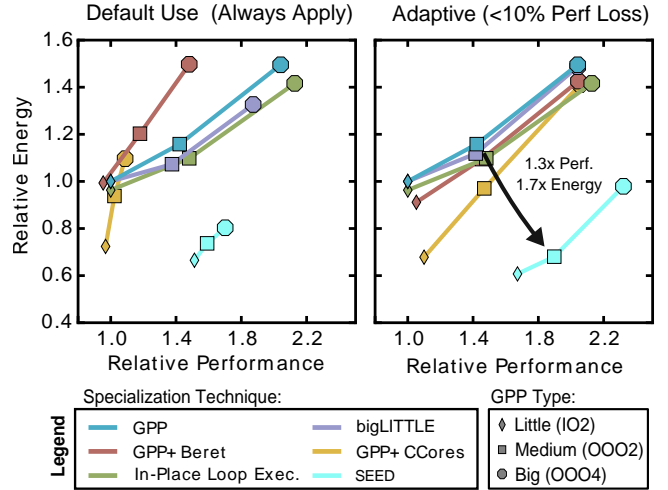 Default Use (Always Apply)
Adaptive (<10% Perf Loss)
Relative Energy
1.6
1.4
1.2
1.0
0.8
0.6
0.4
1.3x Perf.
1.7x Energy
1.0 1.4 1.8 2.2
1.0 1.4 1.8 2.2
Relative Performance
Relative Performance
Legend
Specialization Technique:
GPP
bigLITTLE
GPP+ Beret
GPP+ CCores
In-Place Loop Exec.
SEED
GPP Type:
Little (IO2)
Medium (OOO2)
Big (OOO4)